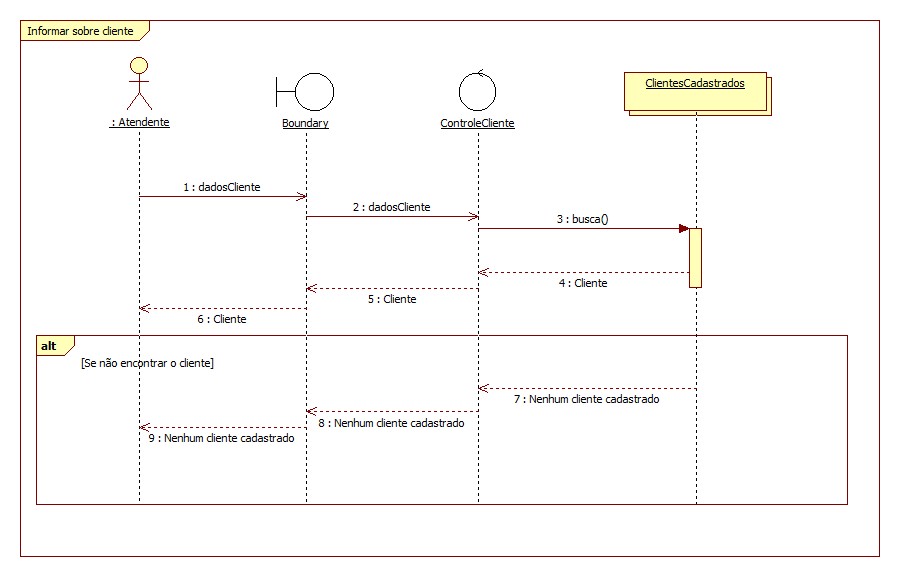 Informar sobre cliente
: Atendente
Boundary
ControleCliente
ClientesCadastrados
1 : dadosCliente
2 : dadosCliente
3 : busca()
4 : Cliente
5 : Cliente
6 : Cliente
alt
[Se não encontrar o cliente]
7 : Nenhum cliente cadastrado
8 : Nenhum cliente cadastrado
9 : Nenhum cliente cadastrado